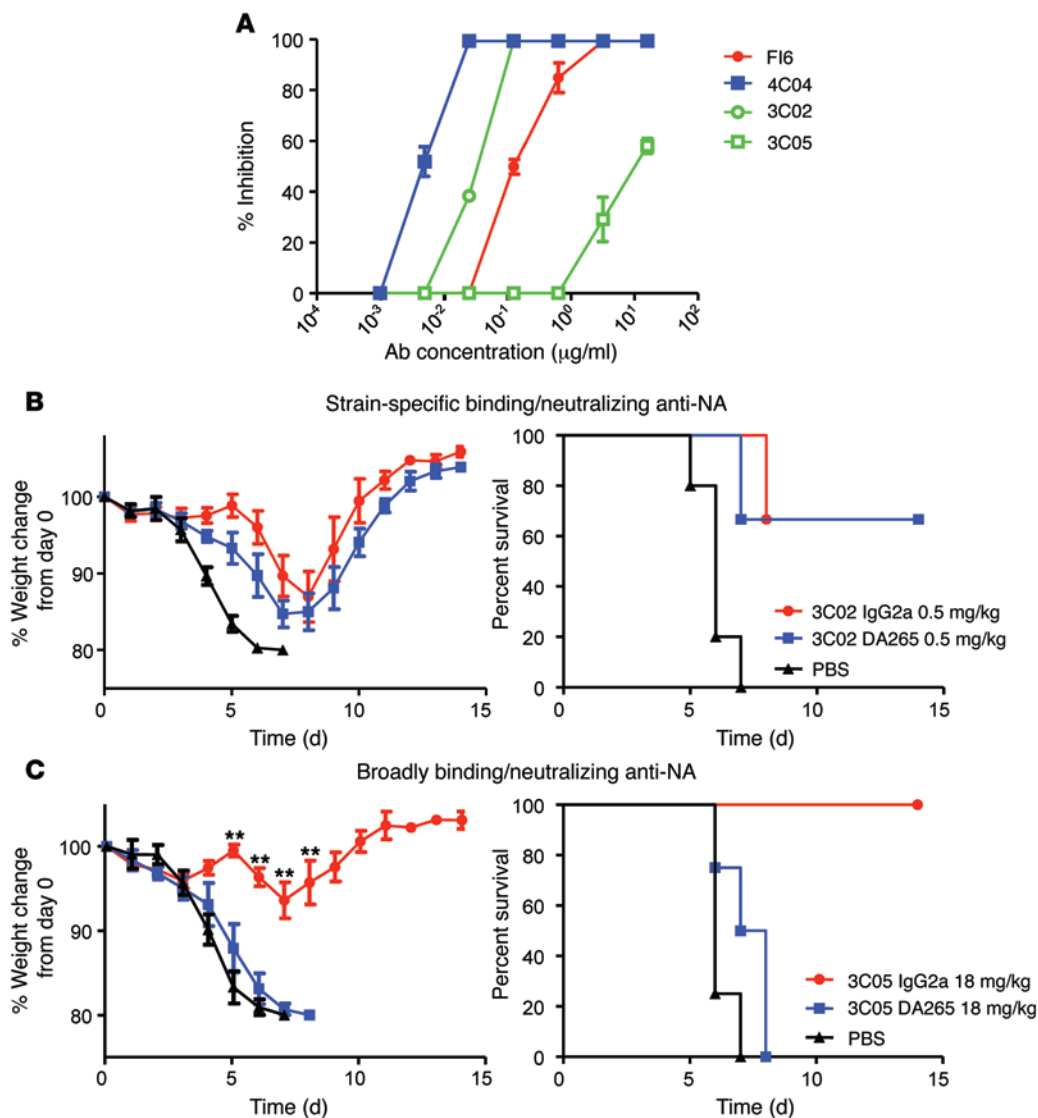 A
100
80
60
40
20
0
% Inhibition
10-4
10-3
10-2
10-1
100
101
102
Ab concentration (μg/ml)
FI6
4C04
3C02
3C05
B
Strain-specific binding/neutralizing anti-NA
100
90
80
% Weight change
from day 0
0
5
10
15
Time (d)
100
80
60
40
20
0
Percent survival
0
5
10
15
Time (d)
3C02 IgG2a 0.5 mg/kg
3C02 DA265 0.5 mg/kg
PBS
C
Broadly binding/neutralizing anti-NA
100
90
80
% Weight change
from day 0
**
**
**
**
0
5
10
15
Time (d)
100
75
50
25
0
Percent survival
0
5
10
15
Time (d)
3C05 IgG2a 18 mg/kg
3C05 DA265 18 mg/kg
PBS